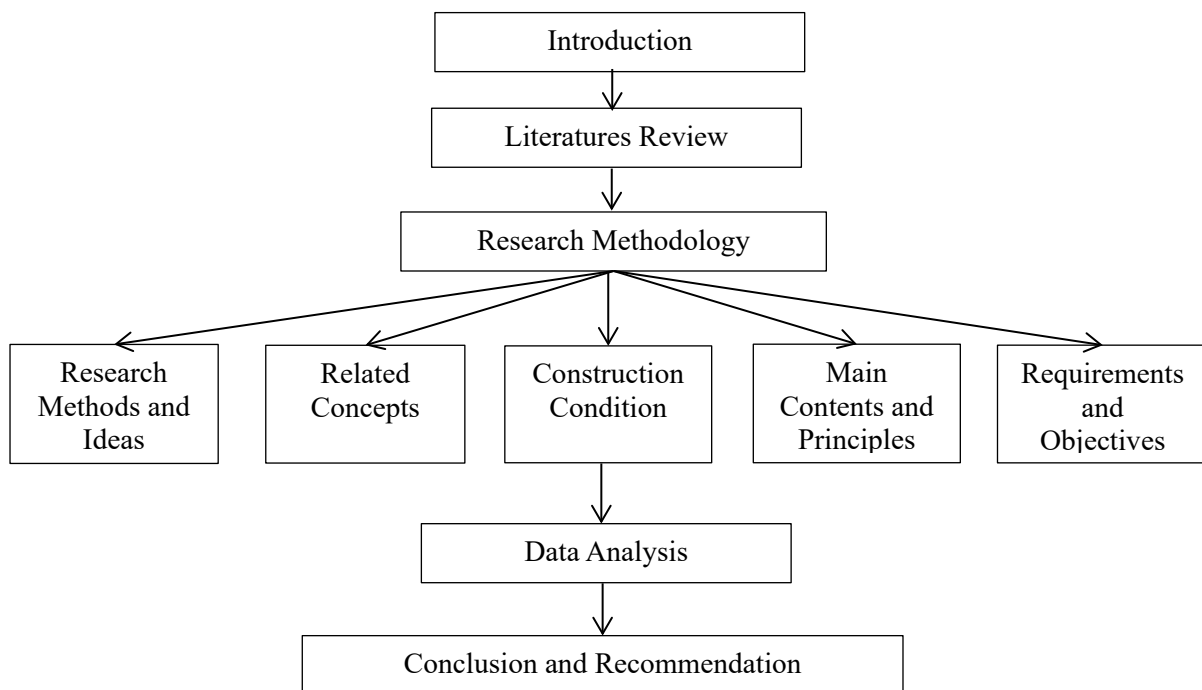 Introduction
Literatures Review
Research Methodology
Research
Methods and
Ideas
Related
Concepts
Construction
Condition
Main
Contents and
Principles
Requirements
and
Objectives
Data Analysis
Conclusion and Recommendation